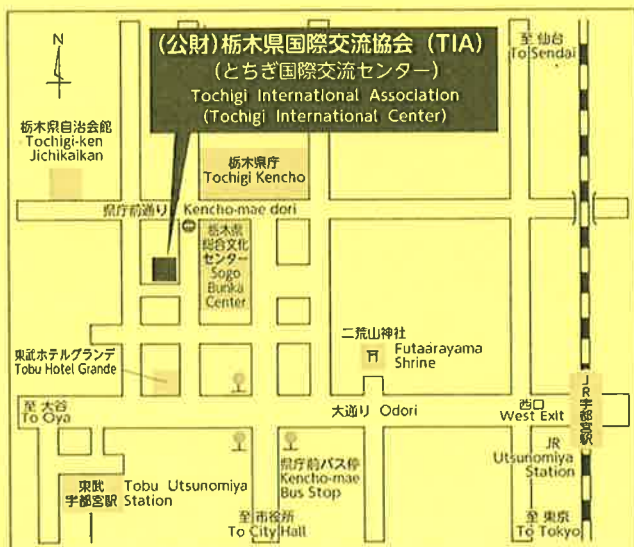 N
(公財)栃木県国際交流協会 (TIA)
(とちぎ国際交流センター)
Tochigi International Association
(Tochigi International Center)
至 仙台
To Sendai
栃木県自治会館
Tochigi-ken
Jichikaikan
栃木県庁
Tochigi Kencho
県庁前通り Kencho-mae dori
栃木県
総合文化
センター
Sogo
Bunka
Center
東武ホテルグランデ
Tobu Hotel Grande
二荒山神社
Futaarayama
Shrine
至 大谷
To Oya
大通り Odori
西口
West Exit
JR宇都宮駅
JR
Utsunomiya
Station
東武
宇都宮駅
Tobu Utsunomiya
Station
県庁前バス停
Kencho-mae
Bus Stop
至 市役所
To City Hall
至 東京
To Tokyo